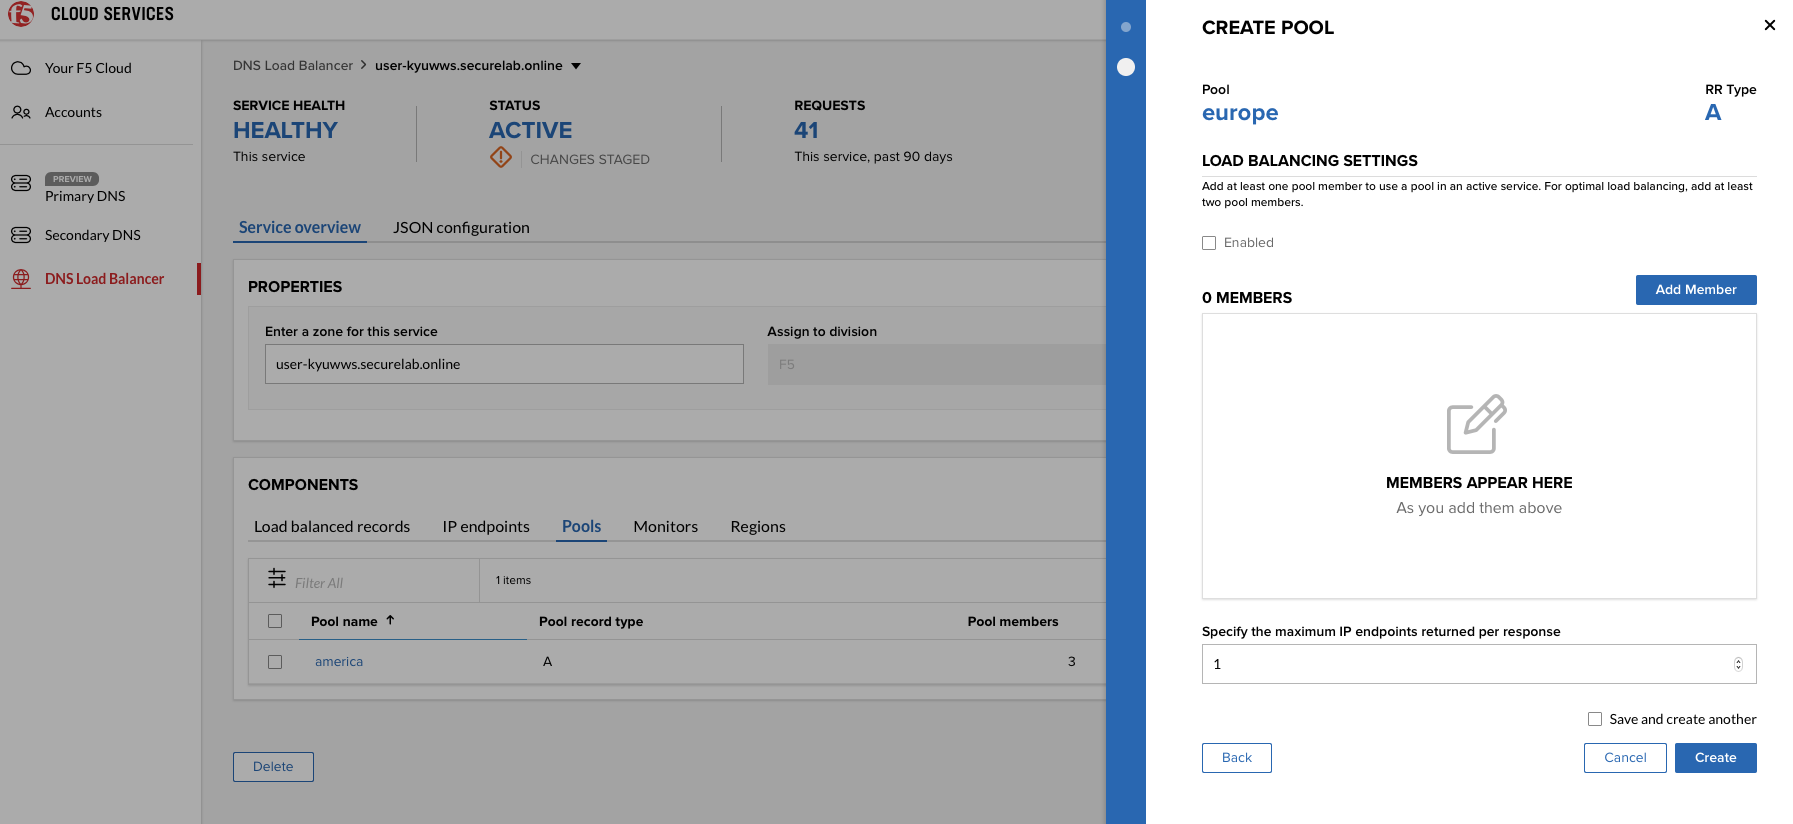 f5 CLOUD SERVICES
Your F5 Cloud
Accounts
PREVIEW
Primary DNS
Secondary DNS
DNS Load Balancer
DNS Load Balancer > user-kyuwws.securelab.online
SERVICE HEALTH
HEALTHY
This service
STATUS
ACTIVE
CHANGES STAGED
REQUESTS
41
This service, past 90 days
Service overview JSON configuration
PROPERTIES
Enter a zone for this service
user-kyuwws.securelab.online
Assign to division
F5
COMPONENTS
Load balanced records IP endpoints Pools Monitors Regions
Filter All 1 items
Pool name ↑ Pool record type Pool members
america A 3
Delete
CREATE POOL
Pool
europe
RR Type
A
LOAD BALANCING SETTINGS
Add at least one pool member to use a pool in an active service. For optimal load balancing, add at least
two pool members.
Enabled
0 MEMBERS
Add Member
MEMBERS APPEAR HERE
As you add them above
Specify the maximum IP endpoints returned per response
1
Save and create another
Back Cancel Create